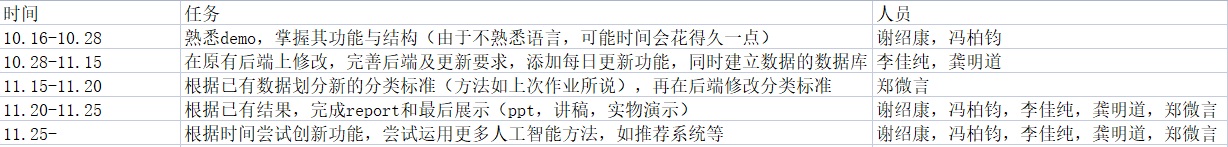 时间 任务 人员
10.16-10.28 熟悉demo，掌握其功能与结构（由于不熟悉语言，可能时间会花得久一点） 谢绍康，冯柏钧
10.28-11.15 在原有后端上修改，完善后端及更新要求，添加每日更新功能，同时建立数据的数据库 李佳纯，龚明道
11.15-11.20 根据已有数据划分新的分类标准（方法如上次作业所说），再在后端修改分类标准 郑微言
11.20-11.25 根据已有结果，完成report和最后展示（ppt，讲稿，实物演示） 谢绍康，冯柏钧，李佳纯，龚明道，郑微言
11.25- 根据时间尝试创新功能，尝试运用更多人工智能方法，如推荐系统等 谢绍康，冯柏钧，李佳纯，龚明道，郑微言